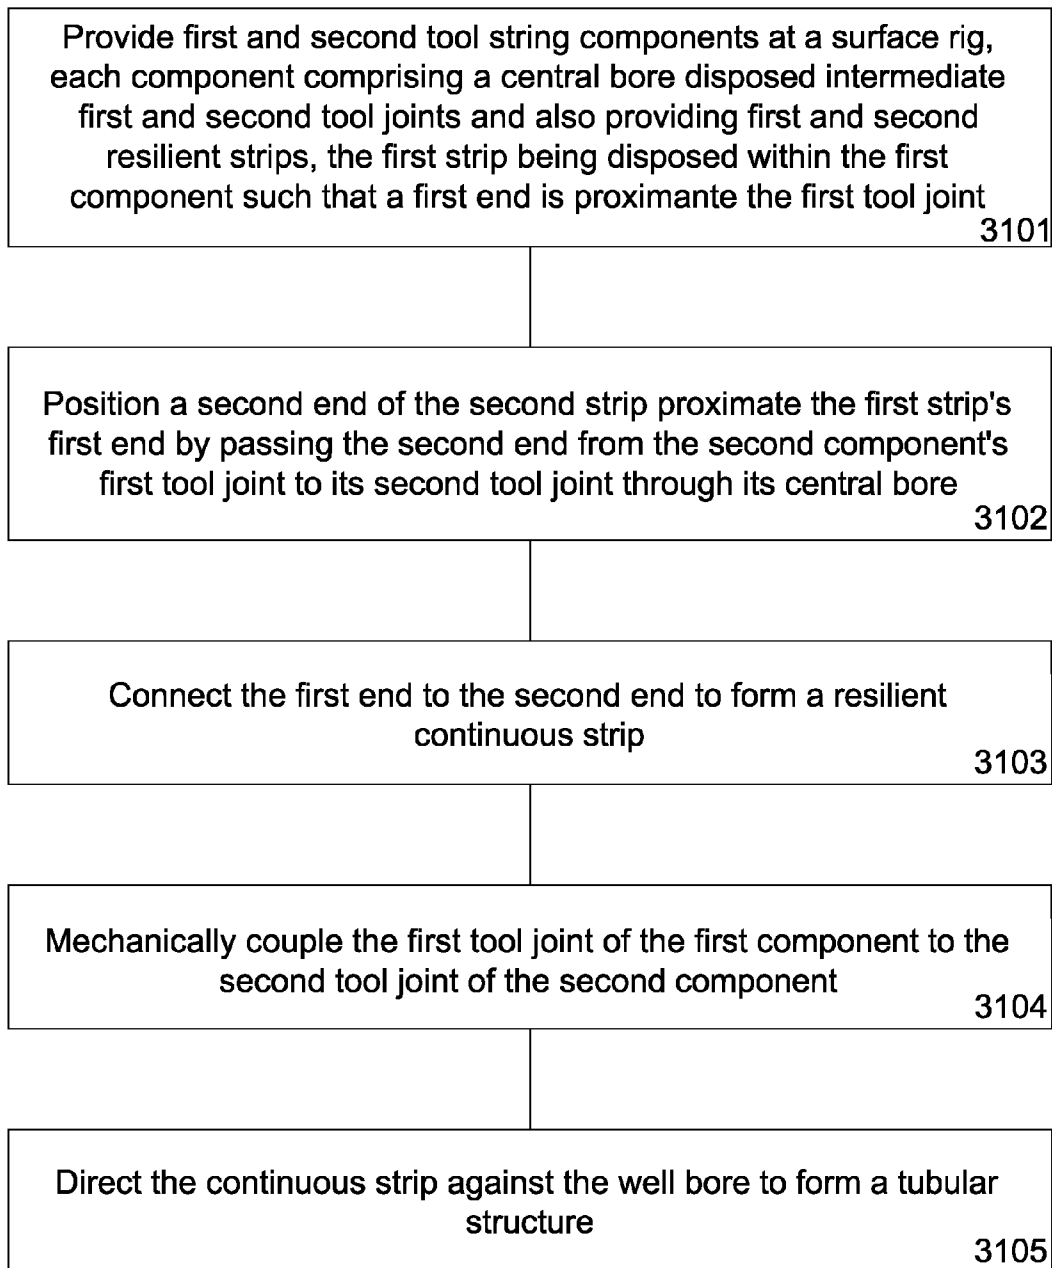 Provide first and second tool string components at a surface rig,
each component comprising a central bore disposed intermediate
first and second tool joints and also providing first and second
resilient strips, the first strip being disposed within the first
component such that a first end is proximante the first tool joint
3101
Position a second end of the second strip proximate the first strip's
first end by passing the second end from the second component's
first tool joint to its second tool joint through its central bore
3102
Connect the first end to the second end to form a resilient
continuous strip
3103
Mechanically couple the first tool joint of the first component to the
second tool joint of the second component
3104
Direct the continuous strip against the well bore to form a tubular
structure
3105